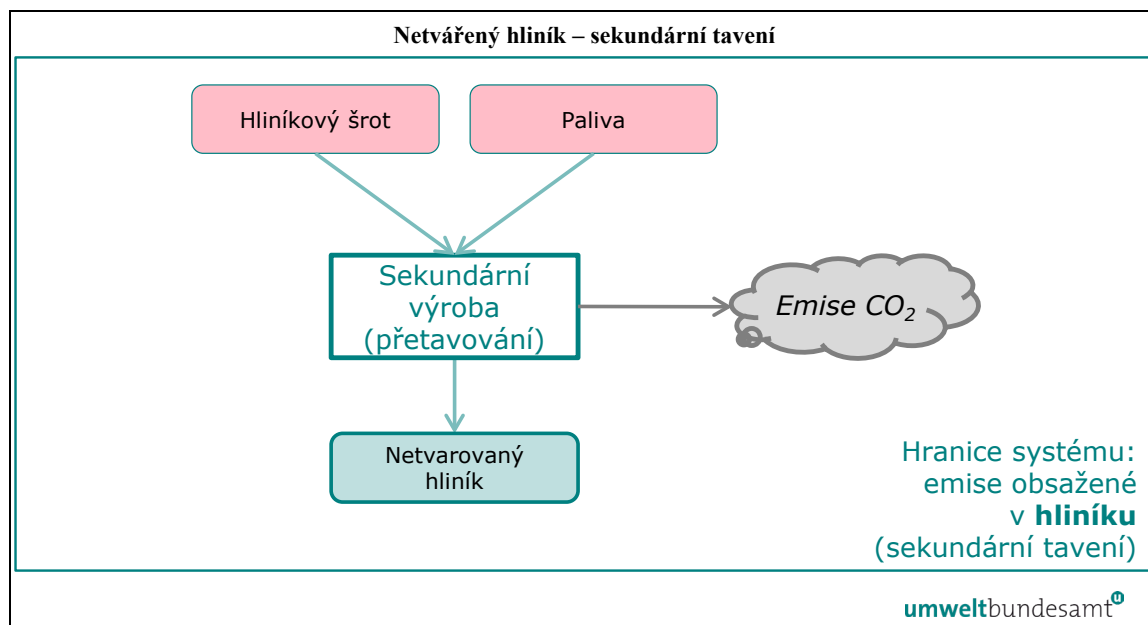 Netvářený hliník – sekundární tavení
Hliníkový šrot
Paliva
Sekundární
výroba
(přetavování)
Emise CO₂
Netvarovaný
hliník
Hranice systému:
emise obsažené
v hliníku
(sekundární tavení)
umweltbundesamt u